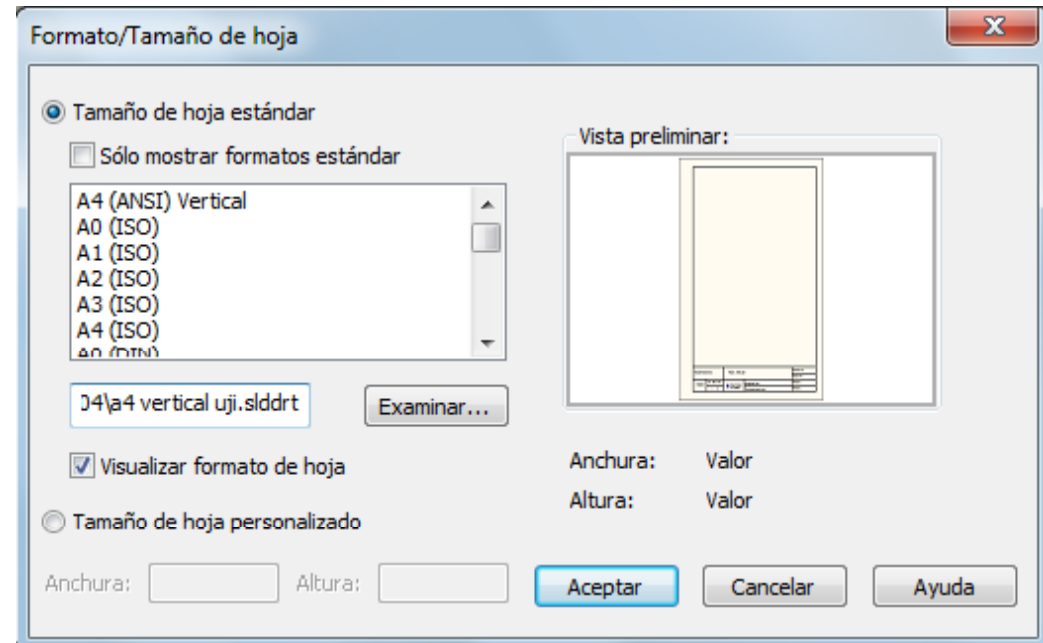 Formato/Tamaño de hoja
Tamaño de hoja estándar
Sólo mostrar formatos estándar
A4 (ANSI) Vertical
A0 (ISO)
A1 (ISO)
A2 (ISO)
A3 (ISO)
A4 (ISO)
A0 (DIN)
04\a4 vertical uji.slddrt
Examinar...
Visualizar formato de hoja
Tamaño de hoja personalizado
Anchura:
Altura:
Vista preliminar:
Anchura: Valor
Altura: Valor
Aceptar
Cancelar
Ayuda